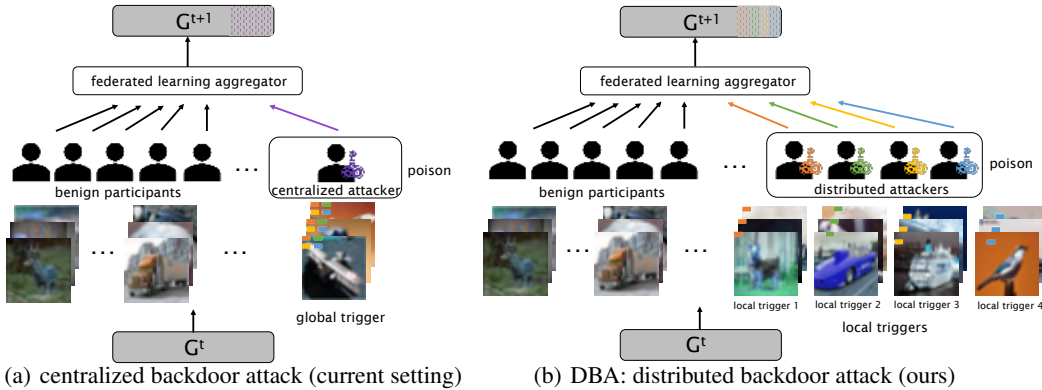 G^{t+1}
federated learning aggregator
benign participants
...
centralized attacker
poison
...
...
global trigger
G^t
(a) centralized backdoor attack (current setting)
G^{t+1}
federated learning aggregator
benign participants
...
distributed attackers
poison
...
...
local trigger 1
local trigger 2
local trigger 3
local trigger 4
local triggers
G^t
(b) DBA: distributed backdoor attack (ours)